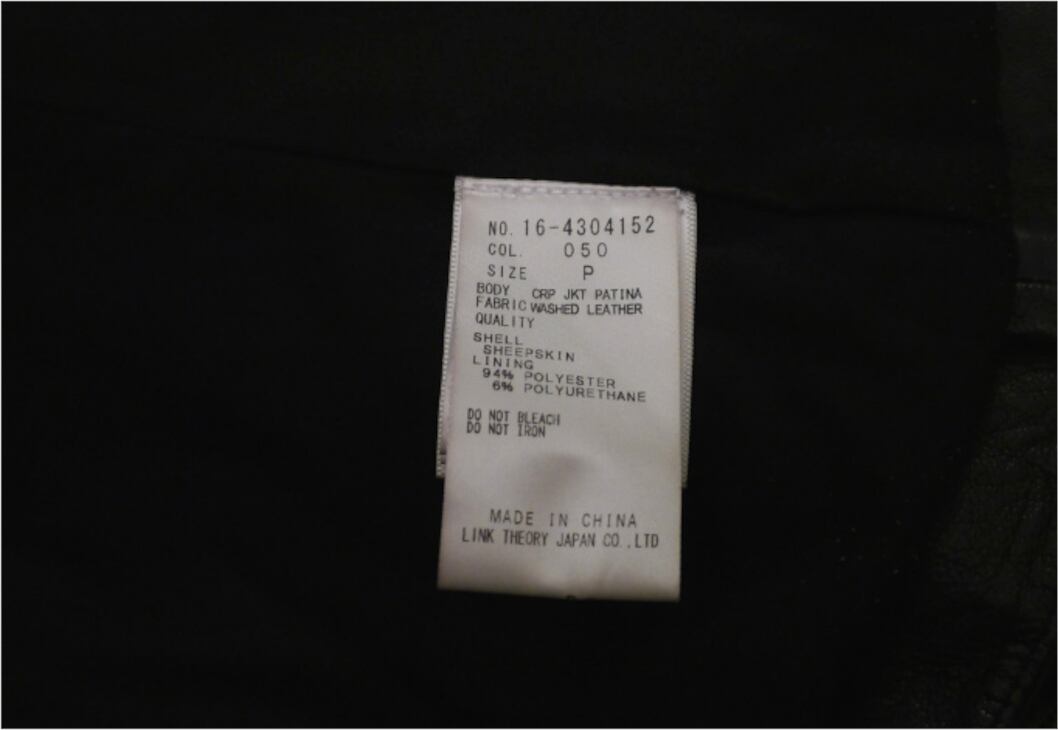 NO. 16-4304152
COL. 050
SIZE P
BODY CRP JKT PATINA
FABRIC WASHED LEATHER
QUALITY
SHELL
SHEEPSKIN
LINING
94% POLYESTER
6% POLYURETHANE
DO NOT BLEACH
DO NOT IRON
MADE IN CHINA
LINK THEORY JAPAN CO.,LTD